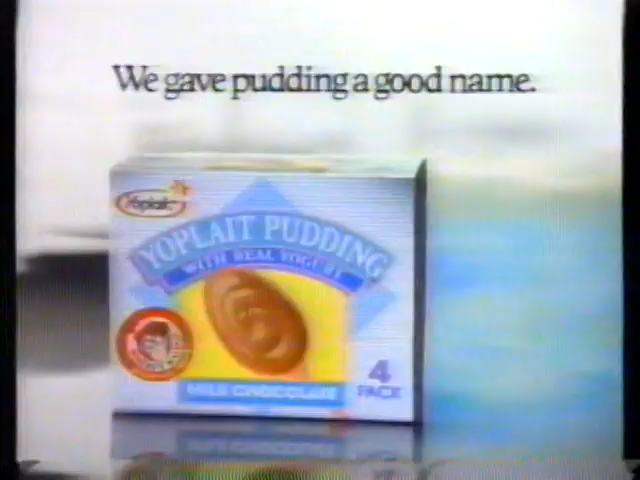 We gave pudding a good name.
Yoplait
YOPLAIT PUDDING
WITH REAL YOGURT
4
PACK
MILK CHOCOLATE